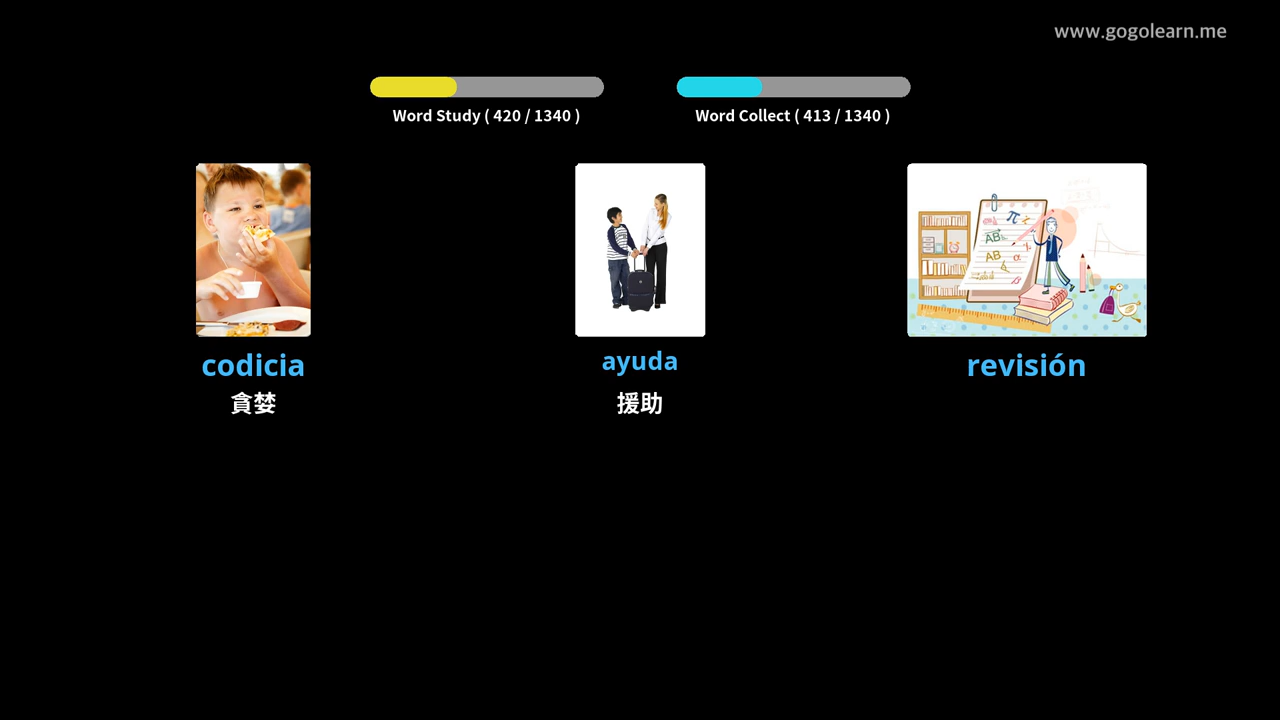 www.gogolearn.me
Word Study ( 420 / 1340 )
Word Collect ( 413 / 1340 )
codicia
ayuda
revisión
貪婪
援助